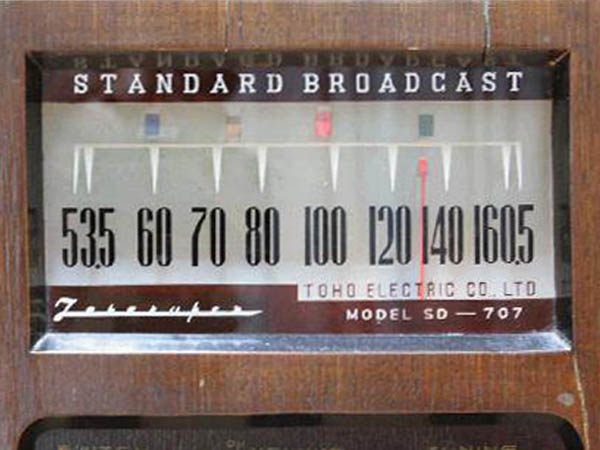 STANDARD BROADCAST
53.5 60 70 80 100 120 140 160.5
TOHO ELECTRIC CO., LTD
MODEL SD — 707